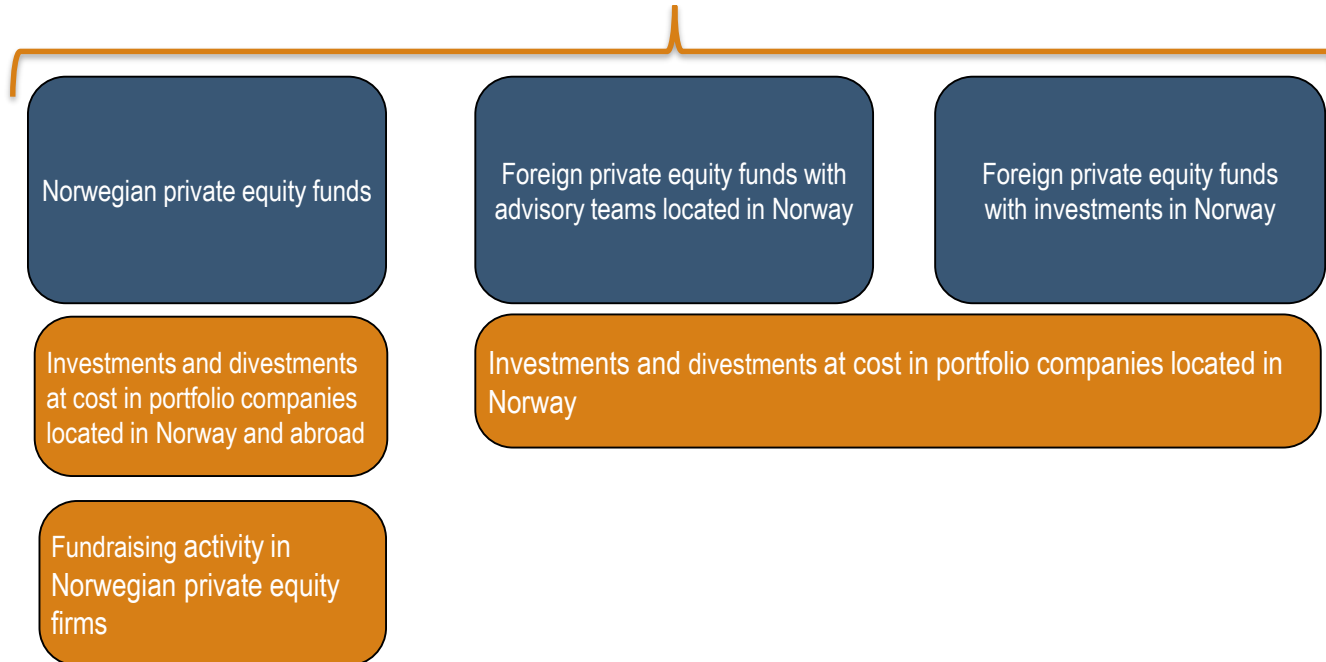 Norwegian private equity funds
Foreign private equity funds with
advisory teams located in Norway
Foreign private equity funds
with investments in Norway
Investments and divestments
at cost in portfolio companies
located in Norway and abroad
Investments and divestments at cost in portfolio companies located in
Norway
Fundraising activity in
Norwegian private equity
firms